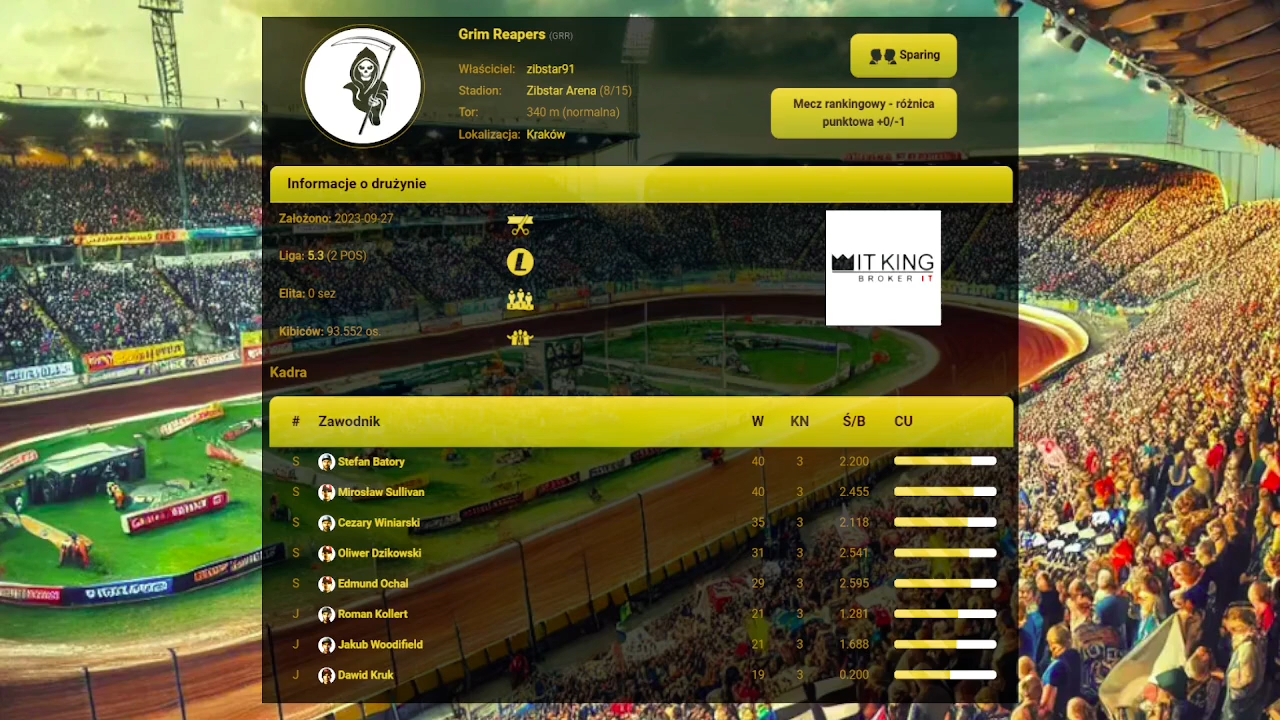 Grim Reapers (GRR)
Właściciel: zibstar91
Stadion: Zibstar Arena (8/15)
Tor: 340 m (normalna)
Lokalizacja: Kraków
Sparing
Mecz rankingowy - różnica
punktowa +0/-1
Informacje o drużynie
Założono: 2023-09-27
Liga: 5.3 (2 POS)
Elita: 0 sez
Kibiców: 93.552 os.
L
WIT KING
BROKER IT
Kadra
# Zawodnik W KN Ś/B CU
S Stefan Batory 40 3 2.200
S Mirosław Sullivan 40 3 2.455
S Cezary Winiarski 35 3 2.118
S Oliwer Dzikowski 31 3 2.541
S Edmund Ochal 29 3 2.595
J Roman Kollert 21 3 1.281
J Jakub Woodifield 21 3 1.688
J Dawid Kruk 19 3 0.200